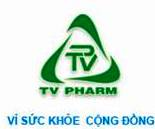 TV
TV PHARM
VÌ SỨC KHỎE CỘNG ĐỒNG